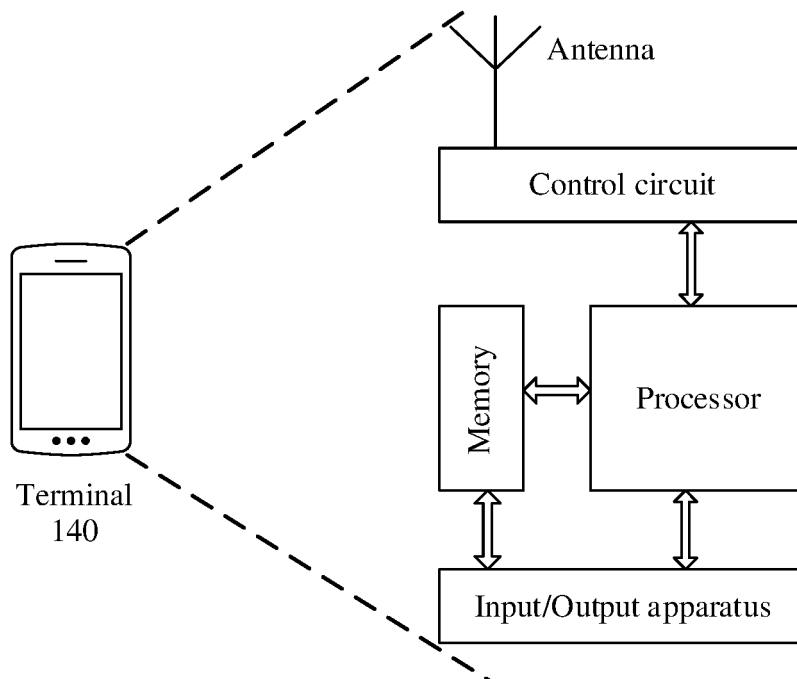 Antenna
Control circuit
Memory
Processor
Terminal
140
Input/Output apparatus